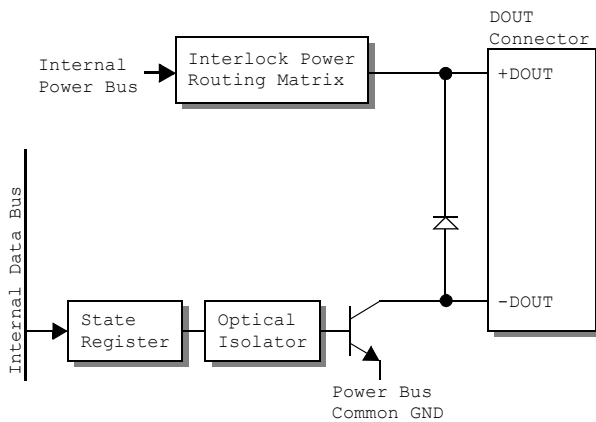 DOUT
Connector
Internal
Power Bus
Interlock Power
Routing Matrix
+DOUT
Internal Data Bus
State
Register
Optical
Isolator
-DOUT
Power Bus
Common GND